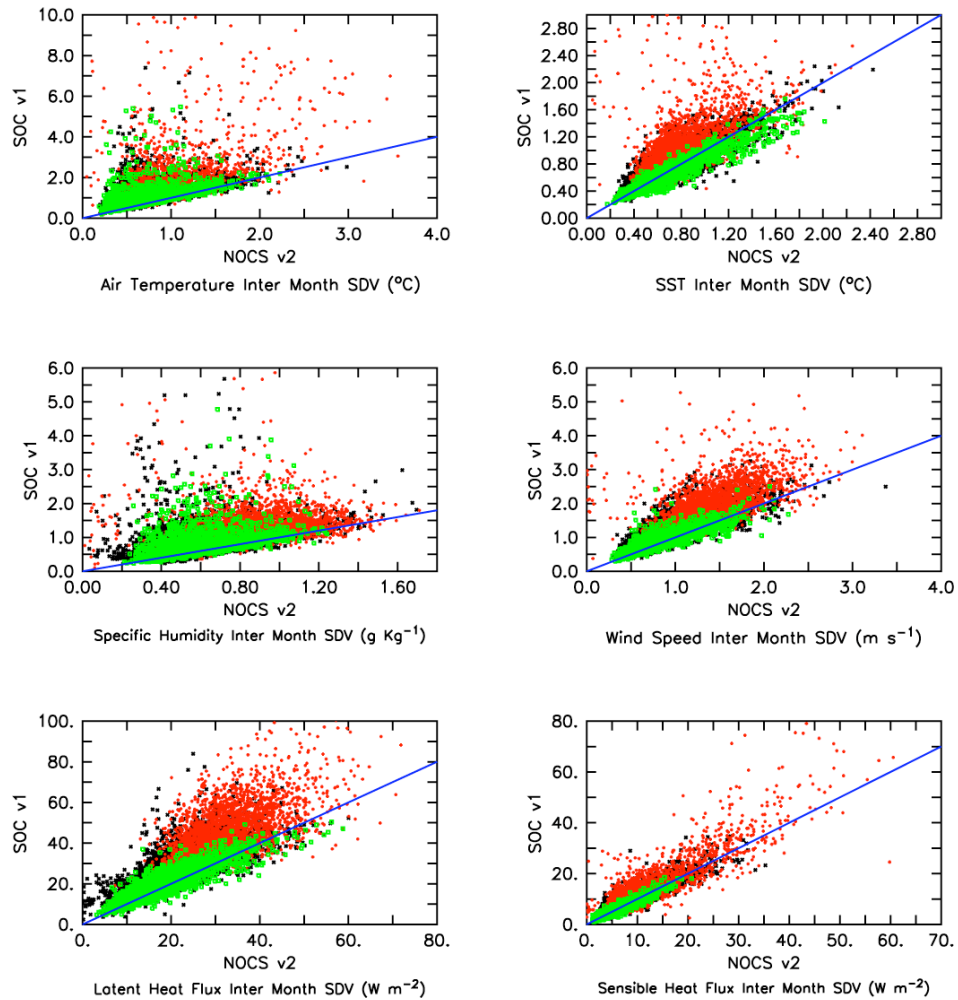 10.0
8.0
6.0
4.0
2.0
0.0
SOC v1
0.0 1.0 2.0 3.0 4.0
NOCS v2
Air Temperature Inter Month SDV (°C)
2.80
2.40
2.00
1.60
1.20
0.80
0.40
0.00
SOC v1
0.00 0.40 0.80 1.20 1.60 2.00 2.40 2.80
NOCS v2
SST Inter Month SDV (°C)
6.0
5.0
4.0
3.0
2.0
1.0
0.0
SOC v1
0.00 0.40 0.80 1.20 1.60
NOCS v2
Specific Humidity Inter Month SDV (g Kg⁻¹)
6.0
5.0
4.0
3.0
2.0
1.0
0.0
SOC v1
0.0 1.0 2.0 3.0 4.0
NOCS v2
Wind Speed Inter Month SDV (m s⁻¹)
100.
80.
60.
40.
20.
0.
SOC v1
0. 20. 40. 60. 80.
NOCS v2
Latent Heat Flux Inter Month SDV (W m⁻²)
80.
60.
40.
20.
0.
SOC v1
0. 10. 20. 30. 40. 50. 60. 70.
NOCS v2
Sensible Heat Flux Inter Month SDV (W m⁻²)